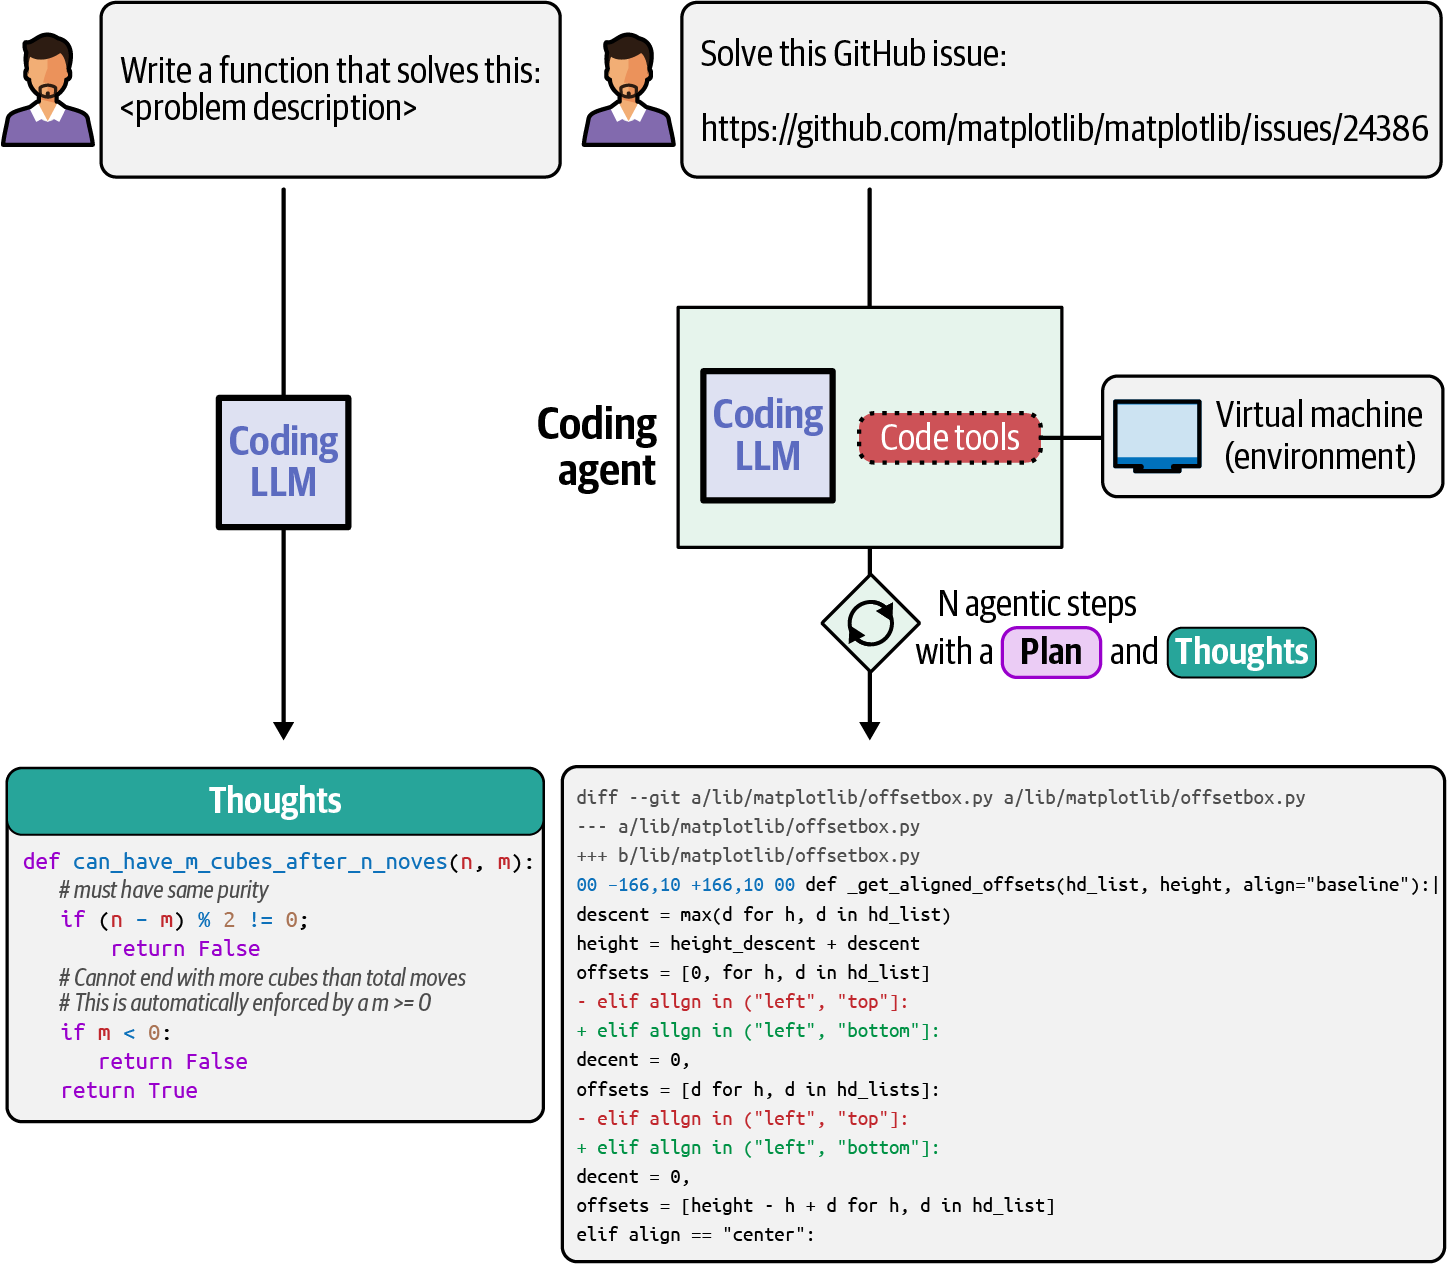 Write a function that solves this:
<problem description>
Solve this GitHub issue:
https://github.com/matplotlib/matplotlib/issues/24386
Coding
LLM
Coding
agent
Coding
LLM
Code tools
Virtual machine
(environment)
N agentic steps
with a Plan and Thoughts
Thoughts
def can_have_m_cubes_after_n_noves(n, m):
# must have same purity
if (n - m) % 2 != 0;
return False
# Cannot end with more cubes than total moves
# This is automatically enforced by a m >= 0
if m < 0:
return False
return True
diff --git a/lib/matplotlib/offsetbox.py a/lib/matplotlib/offsetbox.py
--- a/lib/matplotlib/offsetbox.py
+++ b/lib/matplotlib/offsetbox.py
00 -166,10 +166,10 00 def _get_aligned_offsets(hd_list, height, align="baseline"):|
descent = max(d for h, d in hd_list)
height = height_descent + descent
offsets = [0, for h, d in hd_list]
- elif allgn in ("left", "top"]:
+ elif allgn in ("left", "bottom"]:
decent = 0,
offsets = [d for h, d in hd_lists]:
- elif allgn in ("left", "top"]:
+ elif allgn in ("left", "bottom"]:
decent = 0,
offsets = [height - h + d for h, d in hd_list]
elif align == "center":